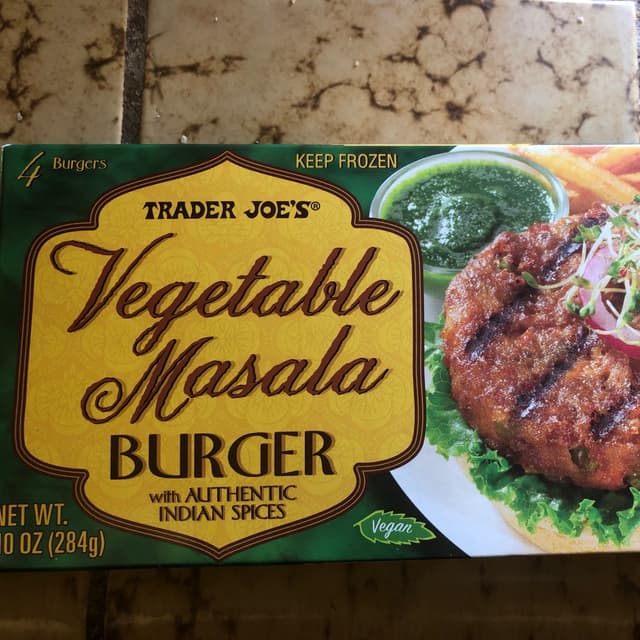 4 Burgers
KEEP FROZEN
TRADER JOE'S®
Vegetable
Masala
BURGER
with AUTHENTIC
INDIAN SPICES
NET WT.
10 OZ (284g)
Vegan